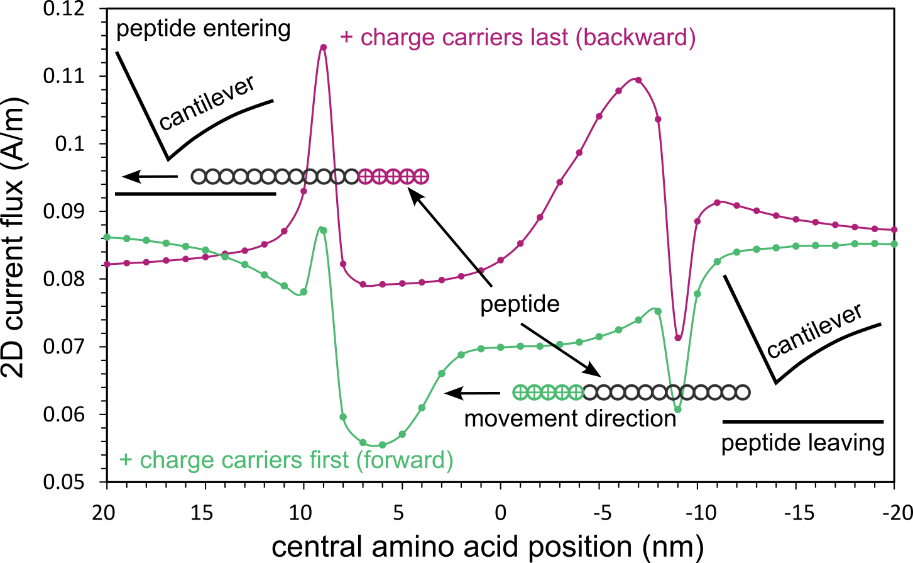 0.12
0.11
0.1
0.09
0.08
0.07
0.06
0.05
2D current flux (A/m)
peptide entering
+ charge carriers last (backward)
cantilever
peptide
cantilever
movement direction
peptide leaving
+ charge carriers first (forward)
20 15 10 5 0 -5 -10 -15 -20
central amino acid position (nm)